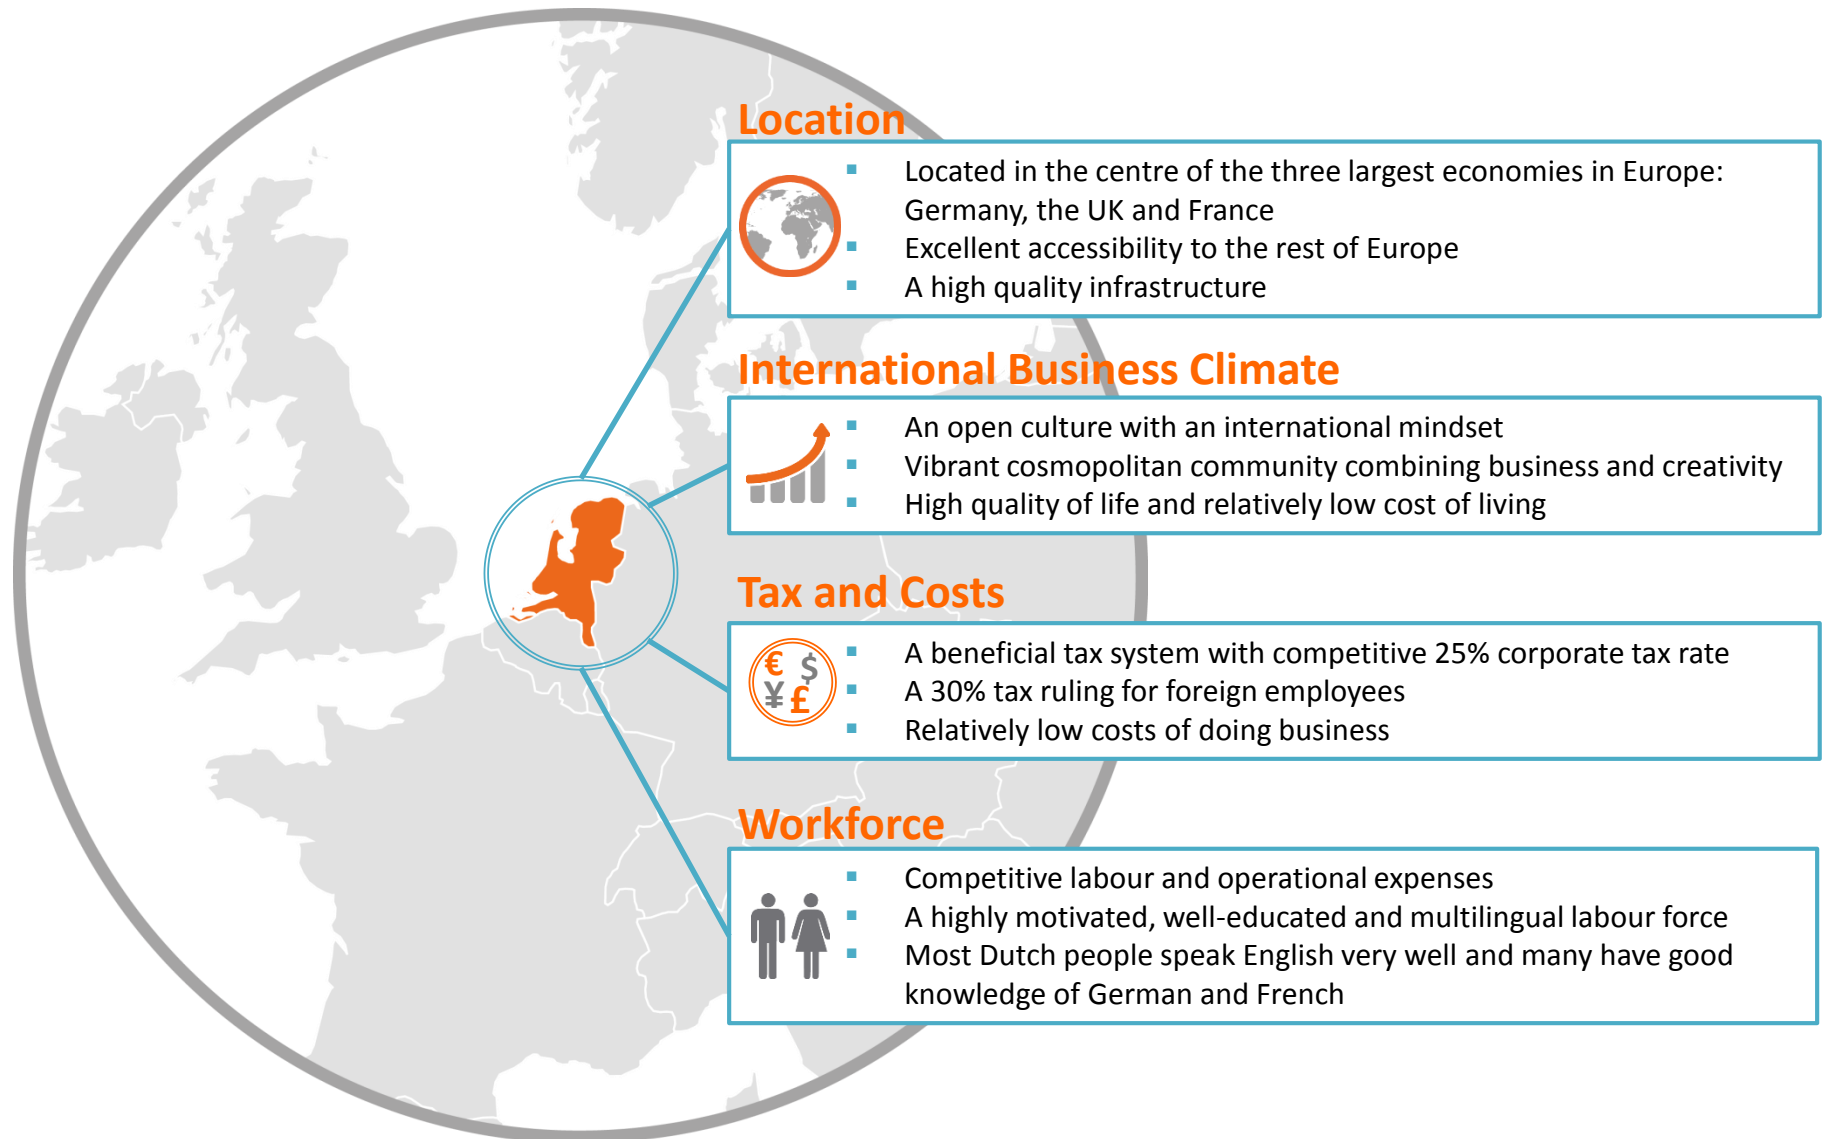 Location
Located in the centre of the three largest economies in Europe:
Germany, the UK and France
Excellent accessibility to the rest of Europe
A high quality infrastructure
International Business Climate
An open culture with an international mindset
Vibrant cosmopolitan community combining business and creativity
High quality of life and relatively low cost of living
Tax and Costs
€ $
¥ £
A beneficial tax system with competitive 25% corporate tax rate
A 30% tax ruling for foreign employees
Relatively low costs of doing business
Workforce
Competitive labour and operational expenses
A highly motivated, well-educated and multilingual labour force
Most Dutch people speak English very well and many have good
knowledge of German and French